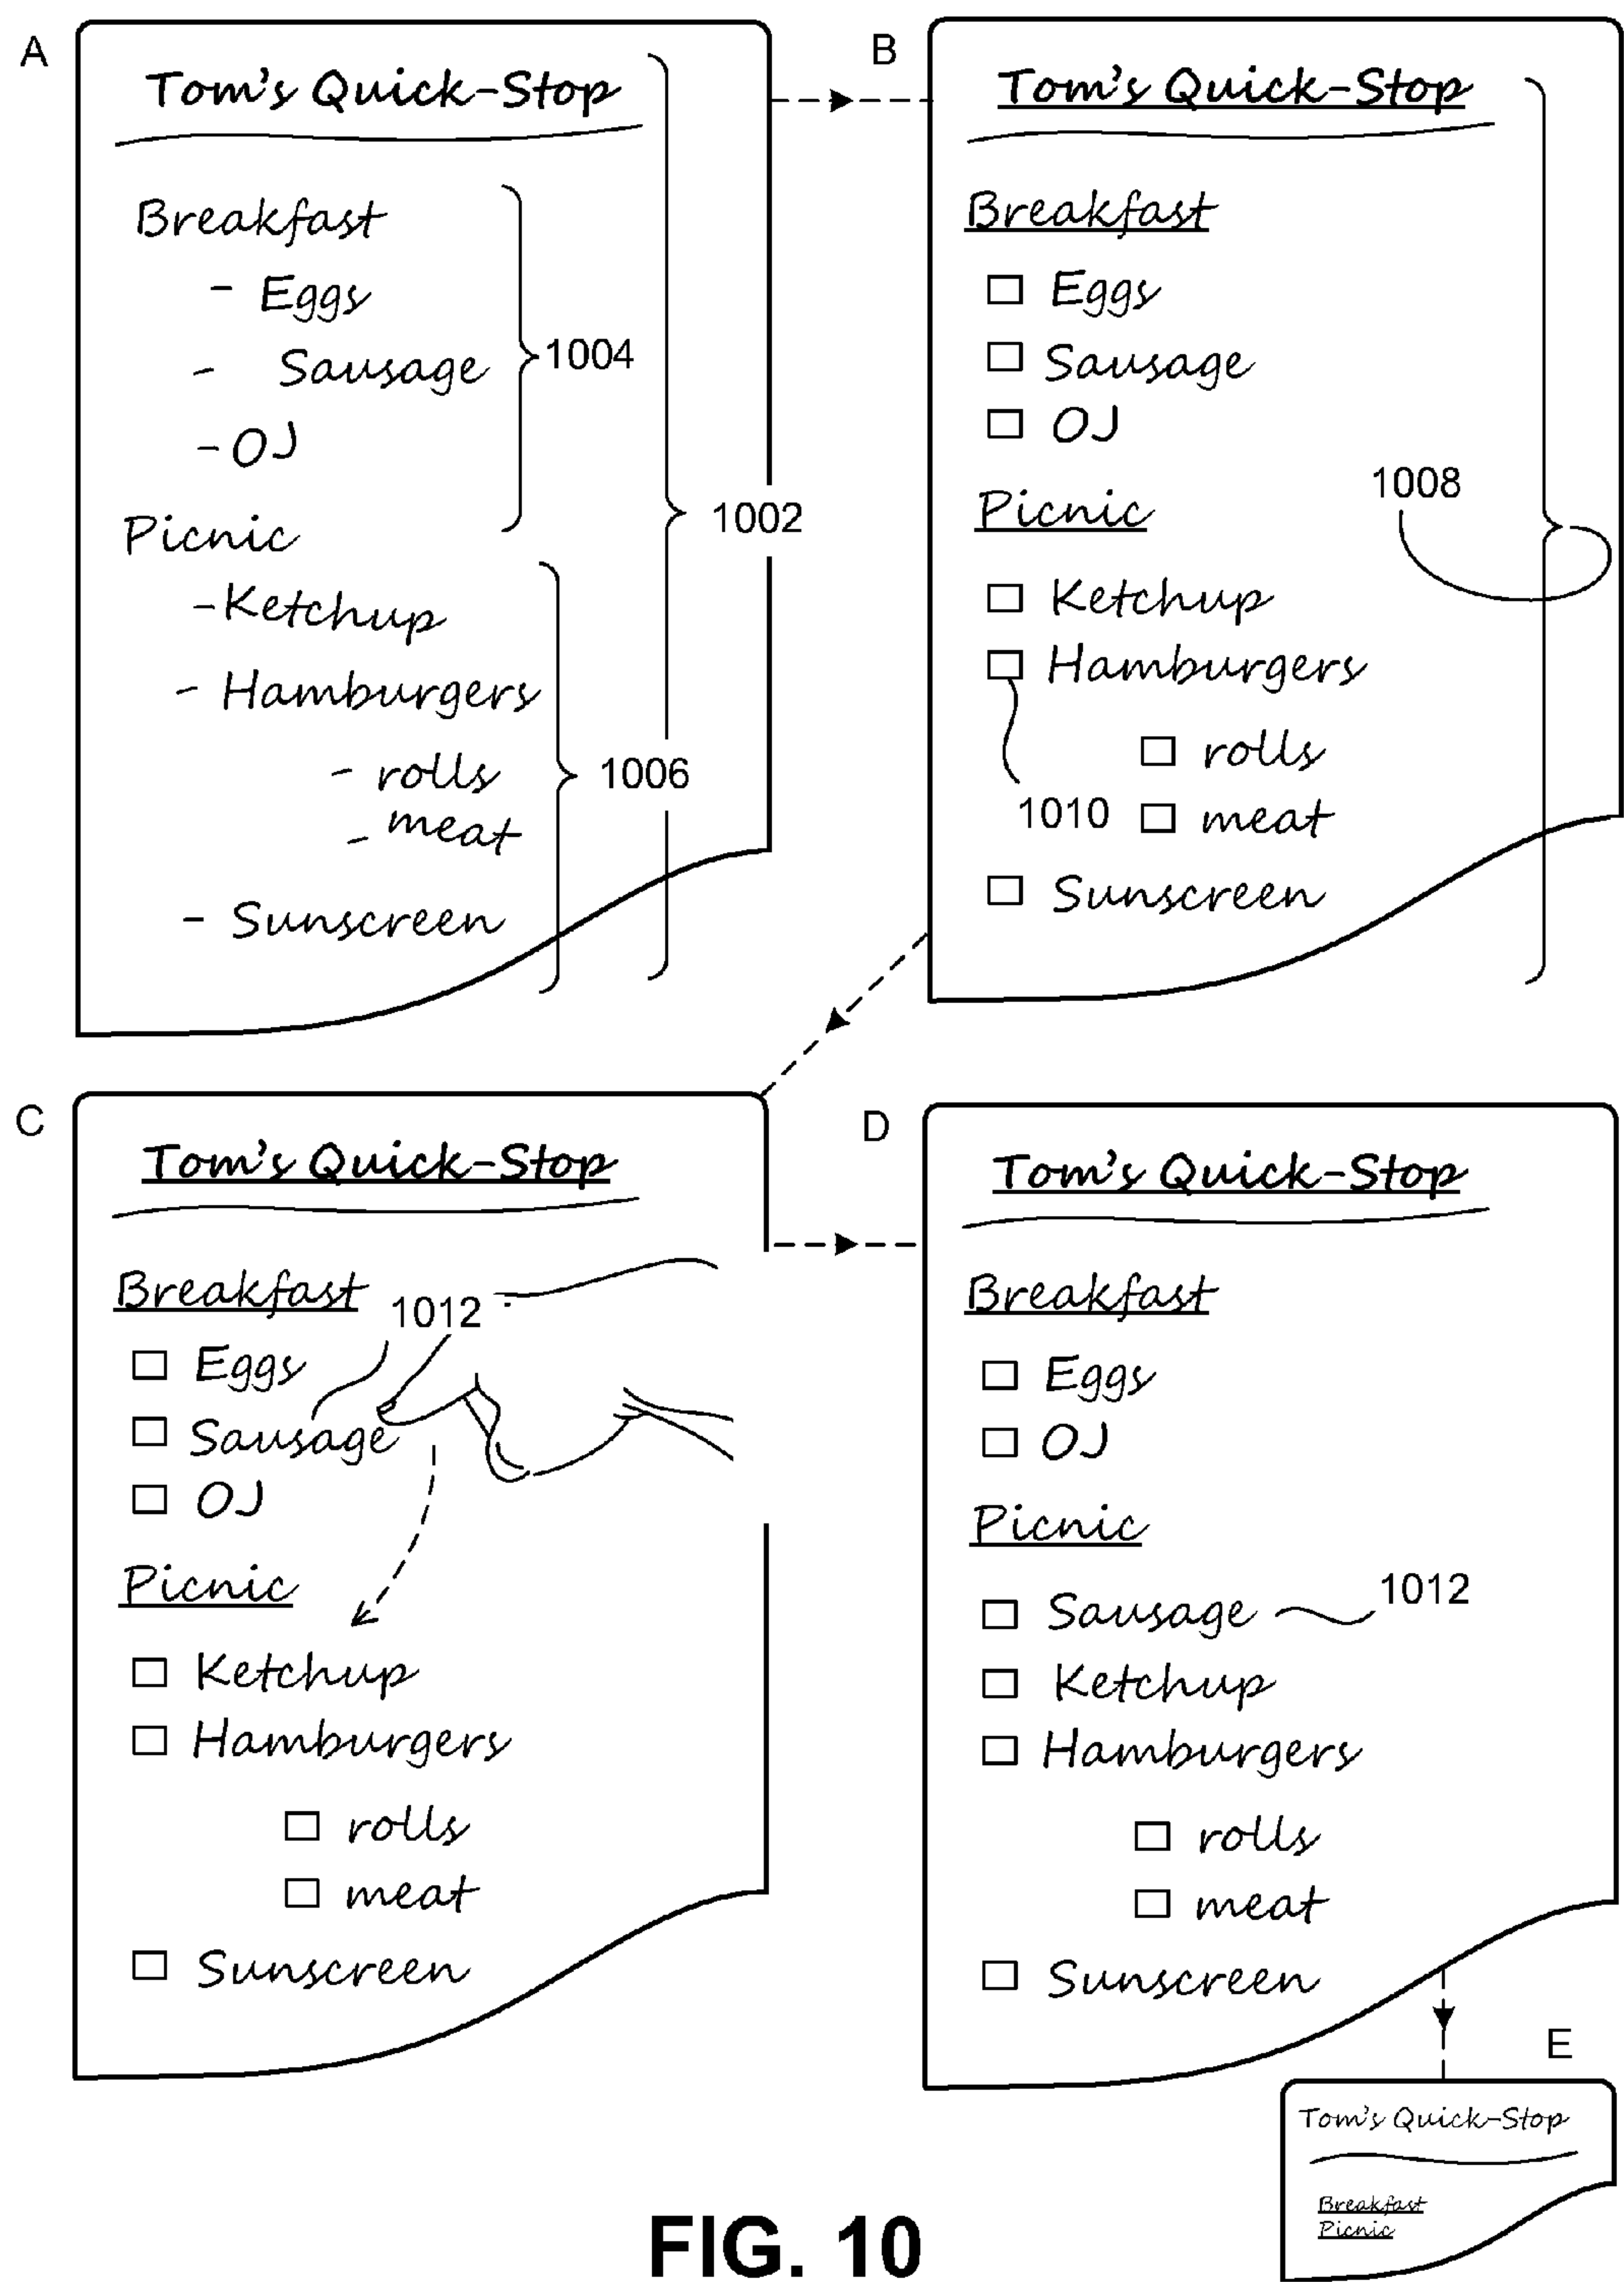 A
Tom's Quick-Stop
Breakfast
- Eggs
- Sausage
1004
- OJ
1002
Picnic
- Ketchup
- Hamburgers
- rolls
1006
- meat
- Sunscreen
B
Tom's Quick-Stop
Breakfast
Eggs
Sausage
OJ
1008
Picnic
Ketchup
Hamburgers
rolls
1010
meat
Sunscreen
C
Tom's Quick-Stop
Breakfast
1012
Eggs
Sausage
OJ
Picnic
Ketchup
Hamburgers
rolls
meat
Sunscreen
D
Tom's Quick-Stop
Breakfast
Eggs
OJ
Picnic
Sausage
1012
Ketchup
Hamburgers
rolls
meat
Sunscreen
E
Tom's Quick-Stop
Breakfast
Picnic
FIG. 10